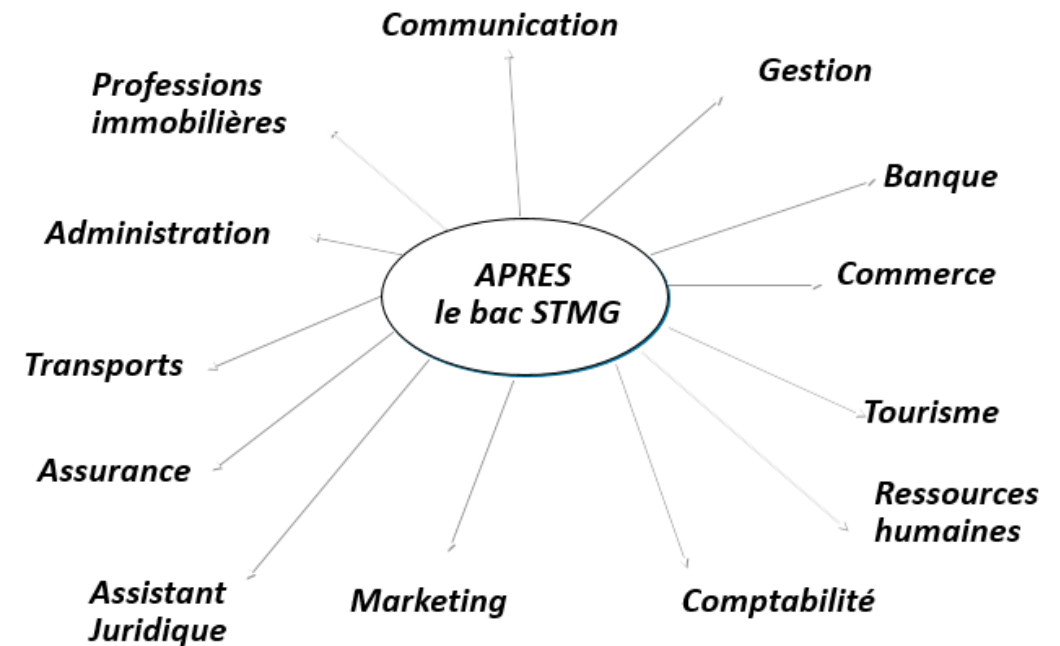 Communication
Gestion
Professions
immobilières
Banque
Administration
Commerce
APRES
le bac STMG
Transports
Tourisme
Assurance
Ressources
humaines
Assistant
Juridique
Marketing
Comptabilité